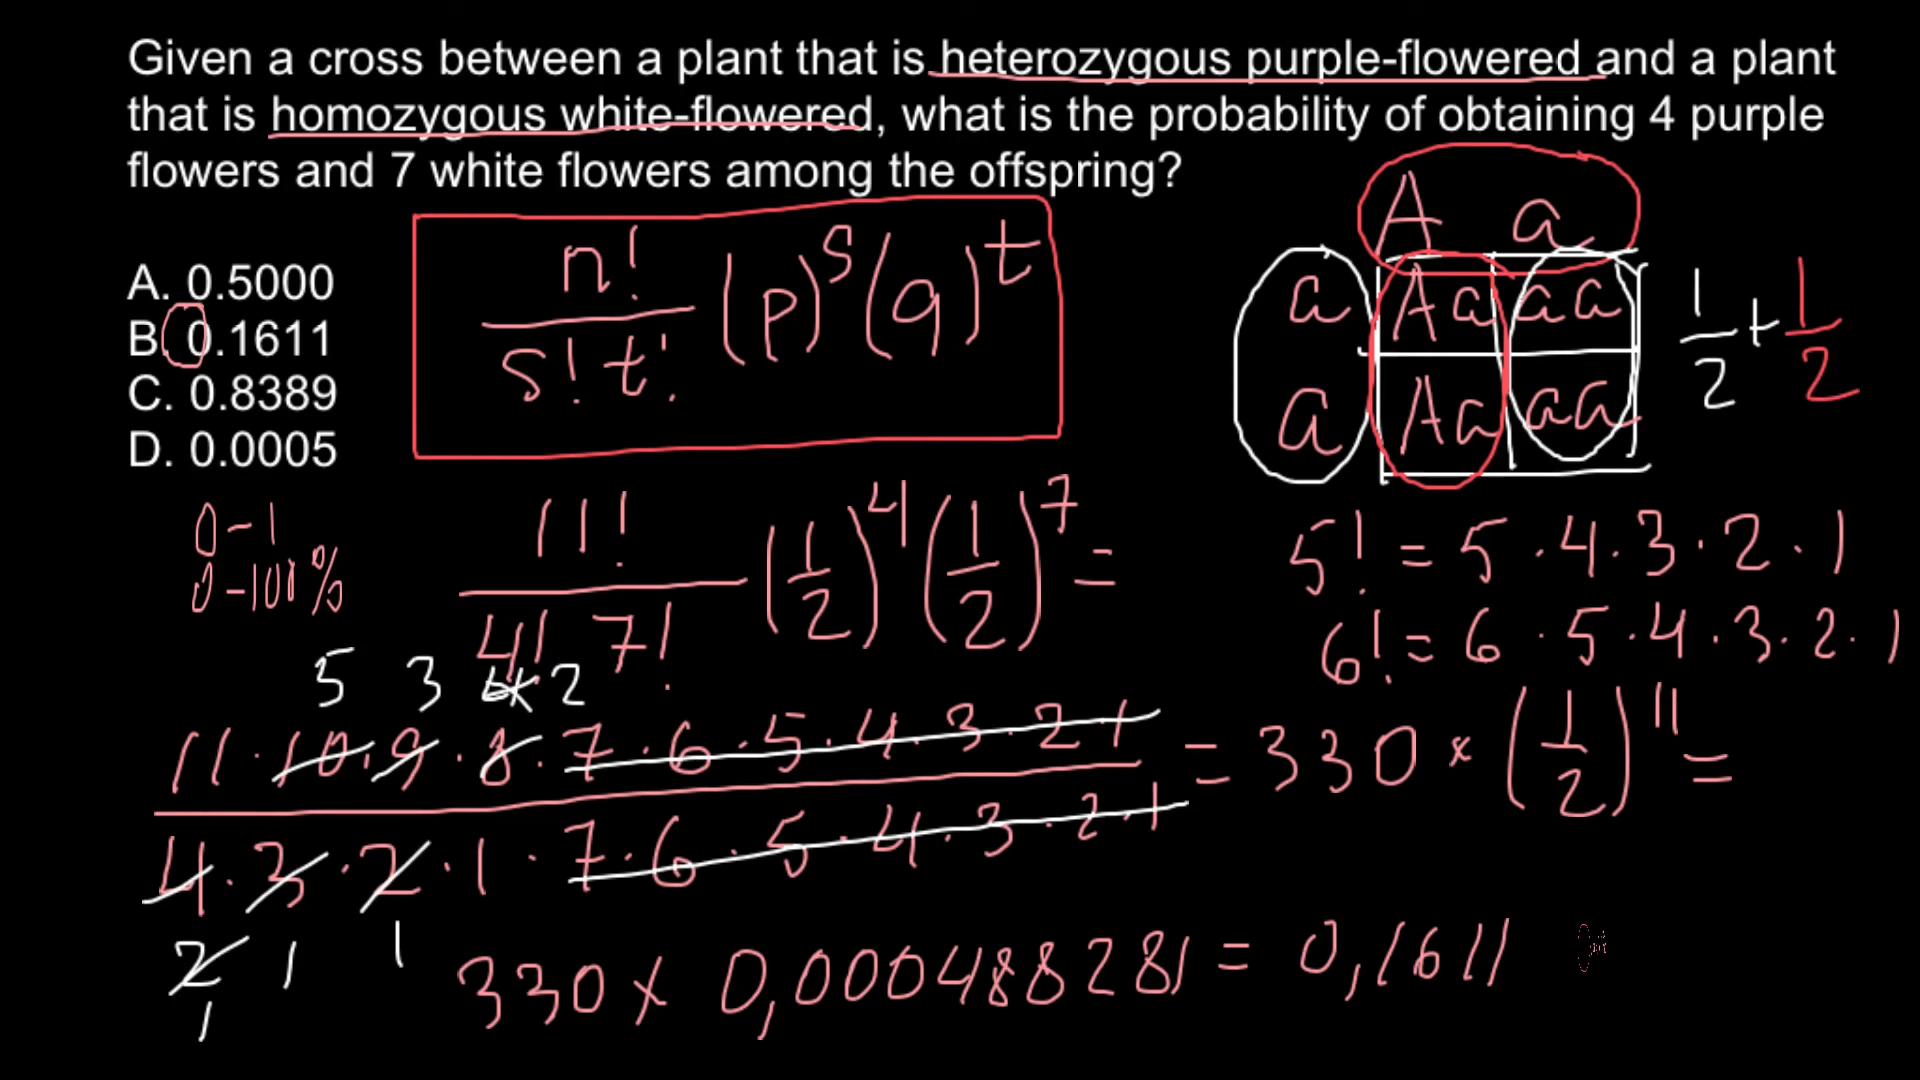 Given a cross between a plant that is heterozygous purple-flowered and a plant
that is homozygous white-flowered, what is the probability of obtaining 4 purple
flowers and 7 white flowers among the offspring?
A a
n!
s! t! (p)^s (q)^t
A. 0.5000
B. 0.1611
C. 0.8389
D. 0.0005
a Aa aa
a Aa aa
1/2 + 1/2
0 - 1
0 - 100 %
11!
4! 7! (1/2)^4 (1/2)^7 =
5! = 5 · 4 · 3 · 2 · 1
6! = 6 · 5 · 4 · 3 · 2 · 1
5 3 2
11 · 10 · 9 · 8 · 7 · 6 · 5 · 4 · 3 · 2 · 1
4 · 3 · 2 · 1 · 7 · 6 · 5 · 4 · 3 · 2 · 1
= 330 × (1/2)^11 =
2 1 1
1
330 × 0,000488281 = 0,1611